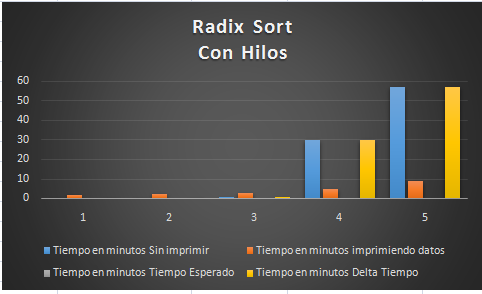 Radix Sort
Con Hilos
60
50
40
30
20
10
0
1 2 3 4 5
Tiempo en minutos Sin imprimir Tiempo en minutos imprimiendo datos
Tiempo en minutos Tiempo Esperado Tiempo en minutos Delta Tiempo